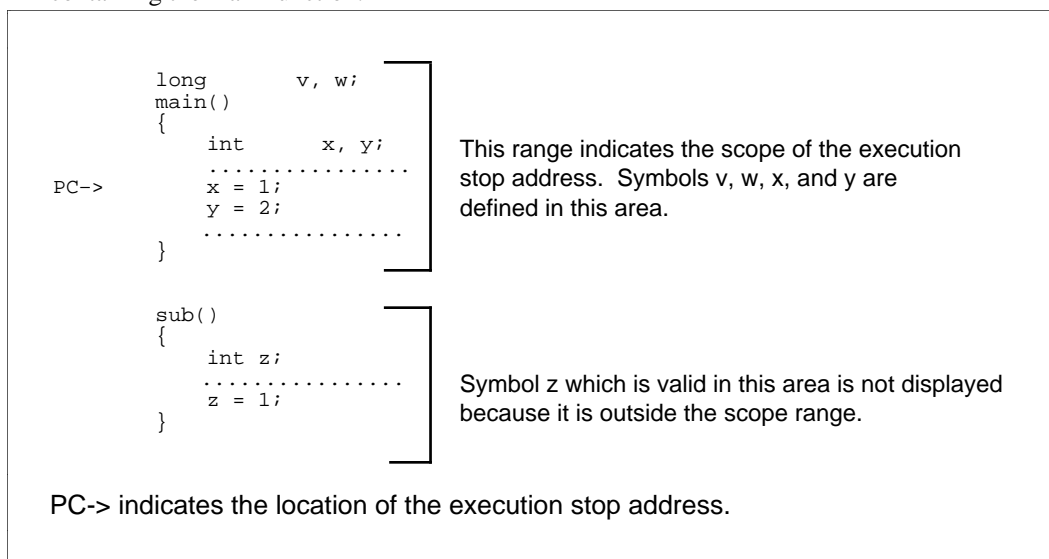 long v, w;
main()
{
int x, y;
................
PC–> x = 1;
y = 2;
................
}
This range indicates the scope of the execution
stop address. Symbols v, w, x, and y are
defined in this area.
sub()
{
int z;
................
z = 1;
}
Symbol z which is valid in this area is not displayed
because it is outside the scope range.
PC-> indicates the location of the execution stop address.